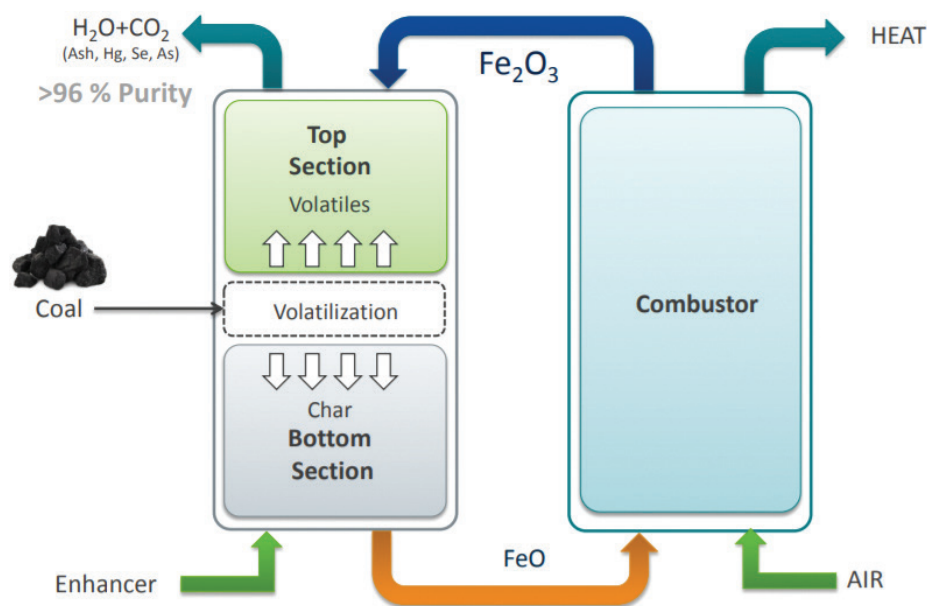 H₂O+CO₂
(Ash, Hg, Se, As)
>96 % Purity
Fe₂O₃
HEAT
Top
Section
Volatiles
Coal
Volatilization
Combustor
Char
Bottom
Section
Enhancer
FeO
AIR